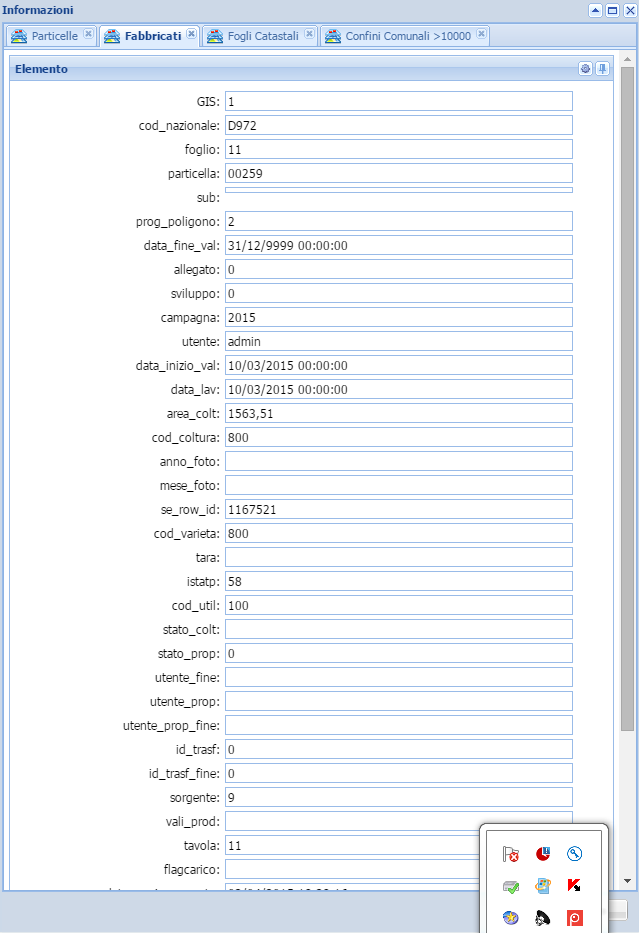 Informazioni
Particelle
Fabbricati
Fogli Catastali
Confini Comunali >10000
Elemento
GIS: 1
cod_nazionale: D972
foglio: 11
particella: 00259
sub:
prog_poligono: 2
data_fine_val: 31/12/9999 00:00:00
allegato: 0
sviluppo: 0
campagna: 2015
utente: admin
data_inizio_val: 10/03/2015 00:00:00
data_lav: 10/03/2015 00:00:00
area_colt: 1563,51
cod_coltura: 800
anno_foto:
mese_foto:
se_row_id: 1167521
cod_varieta: 800
tara:
istatp: 58
cod_util: 100
stato_colt:
stato_prop: 0
utente_fine:
utente_prop:
utente_prop_fine:
id_trasf: 0
id_trasf_fine: 0
sorgente: 9
vali_prod:
tavola: 11
flagcarico: